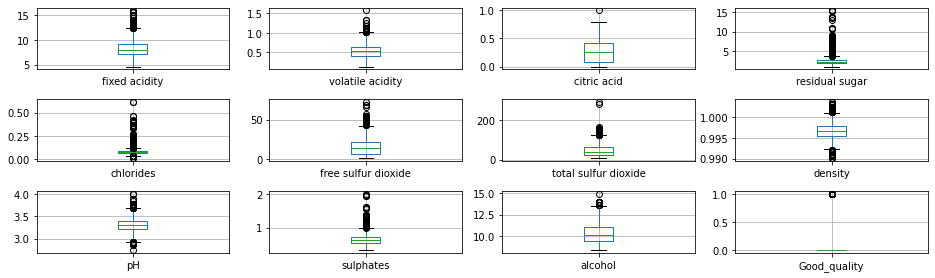 15
10
5
fixed acidity
1.5
1.0
0.5
volatile acidity
1.0
0.5
0.0
citric acid
15
10
5
residual sugar
0.50
0.25
0.00
chlorides
50
0
free sulfur dioxide
200
0
total sulfur dioxide
1.000
0.995
0.990
density
4.0
3.5
3.0
pH
2
1
sulphates
15.0
12.5
10.0
alcohol
1.0
0.5
0.0
Good_quality